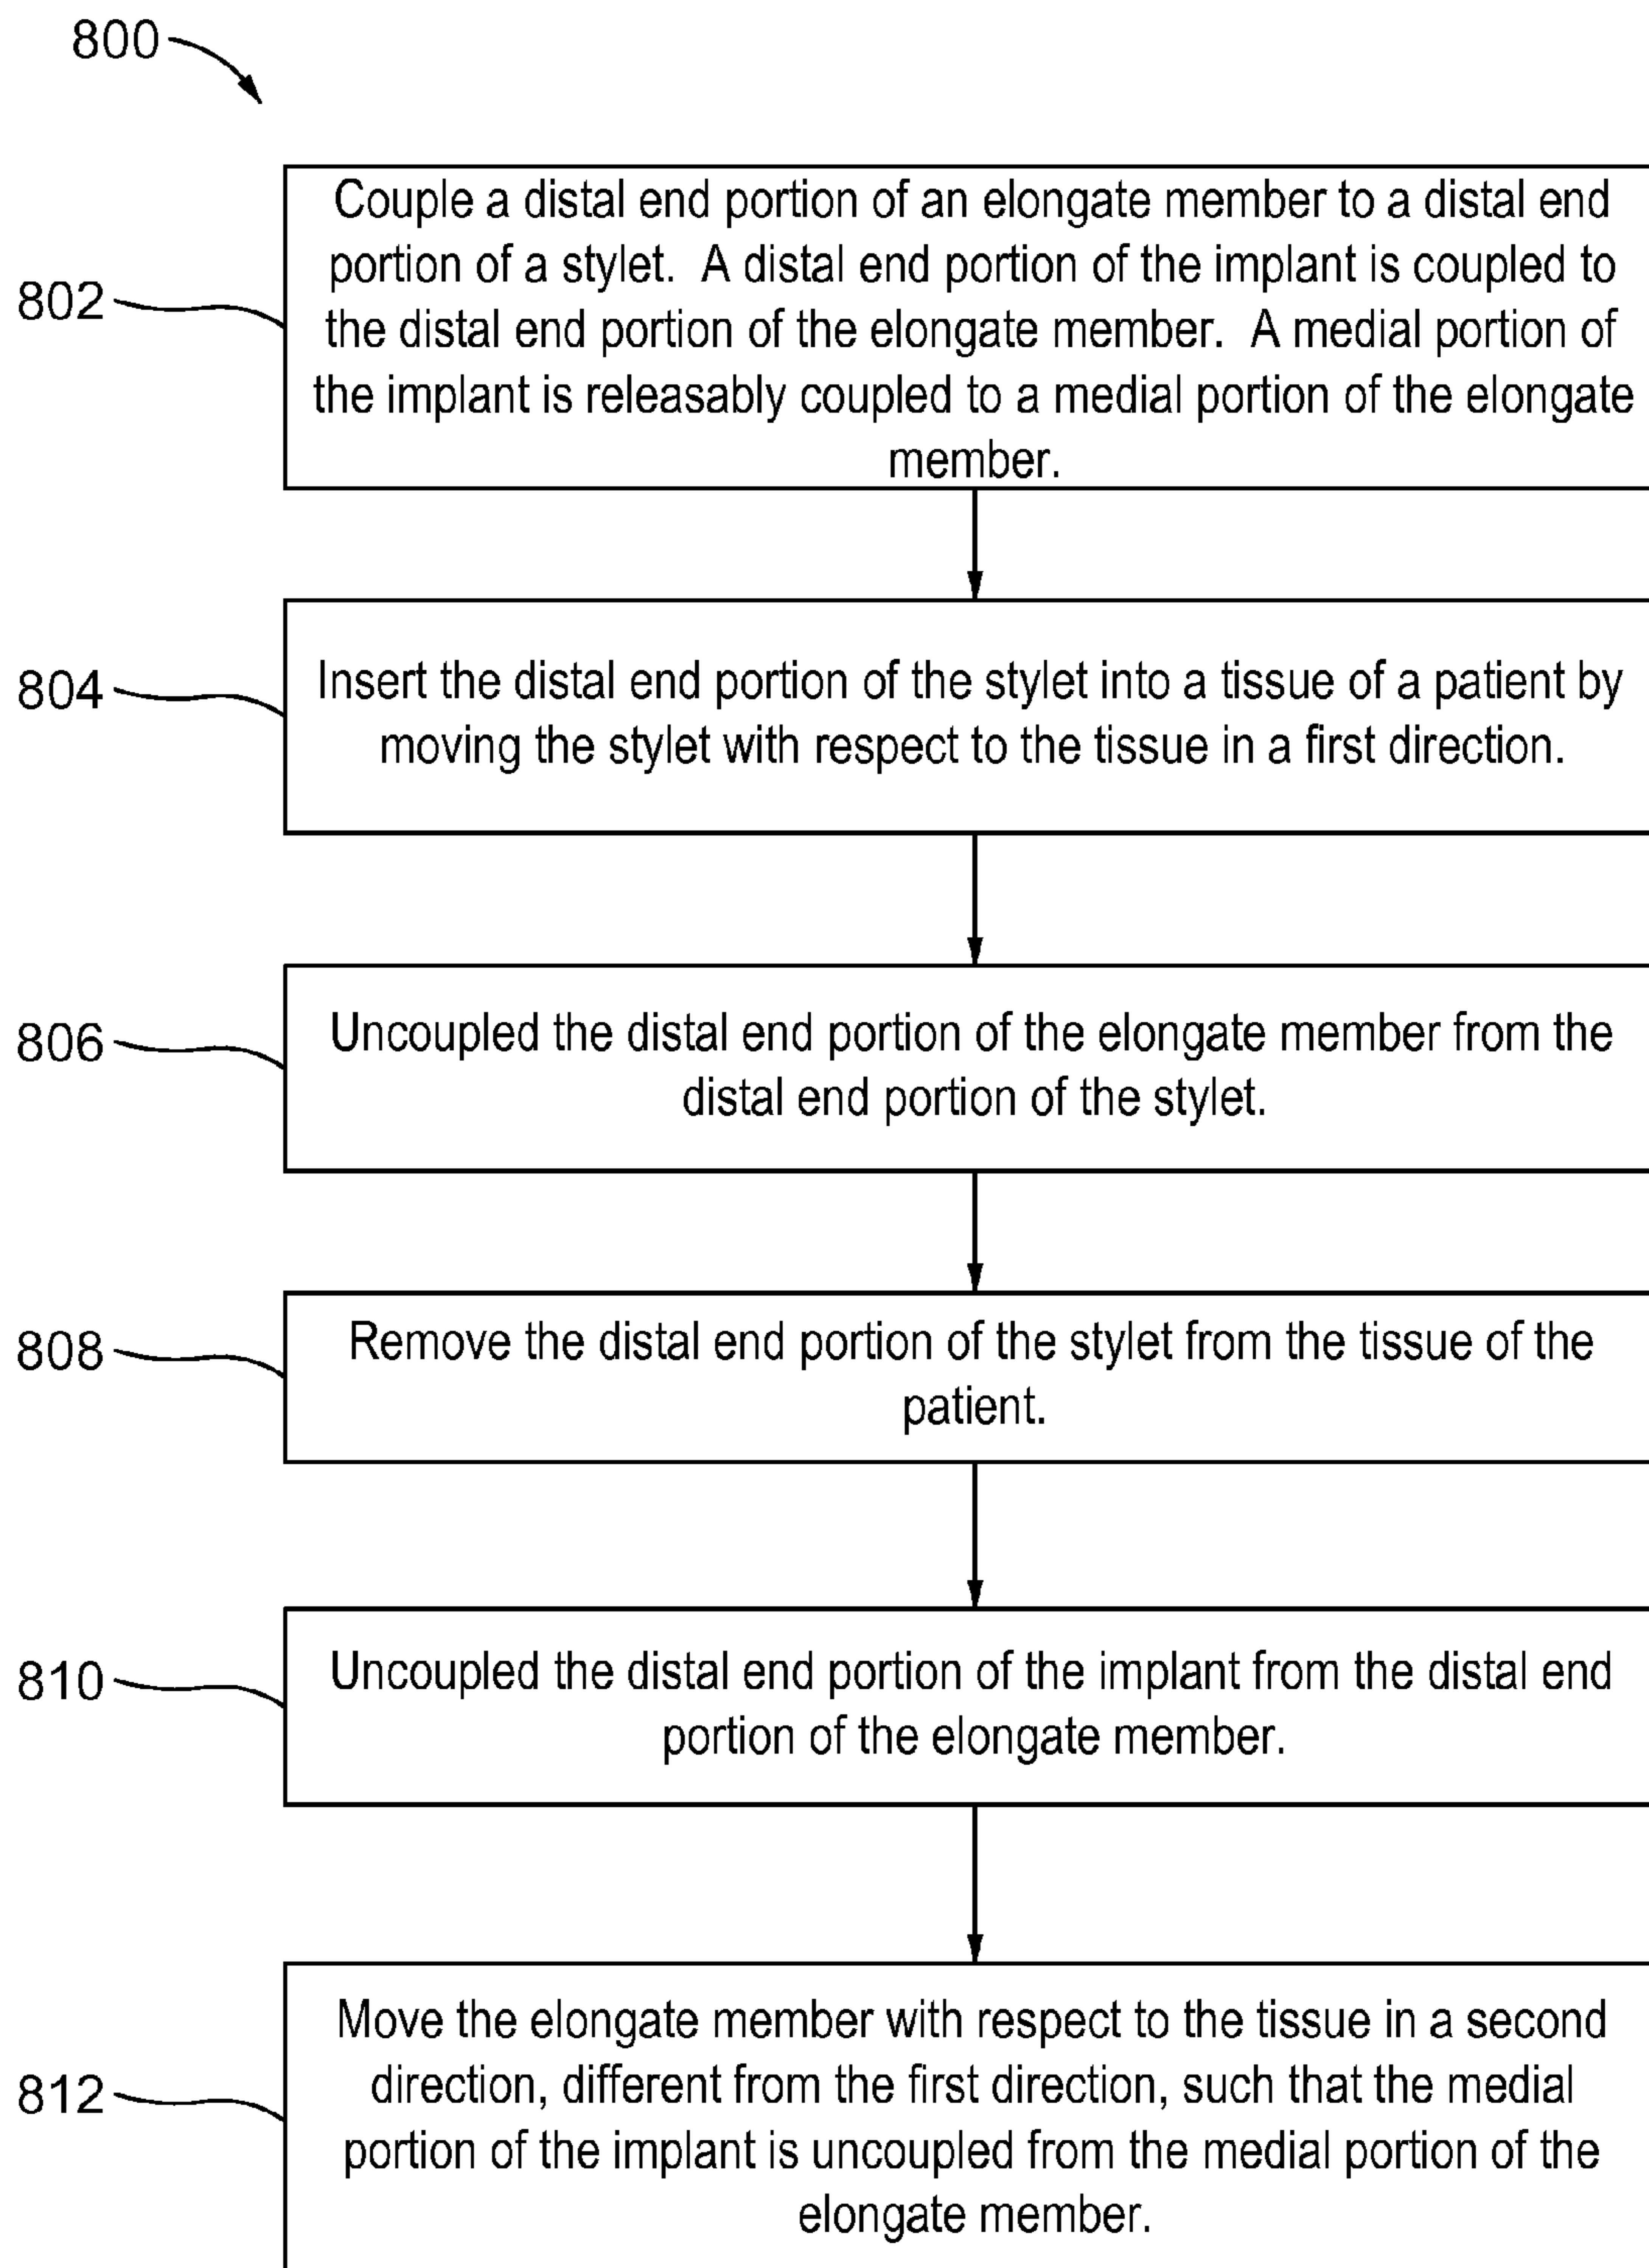 800
802
Couple a distal end portion of an elongate member to a distal end
portion of a stylet.  A distal end portion of the implant is coupled to
the distal end portion of the elongate member.  A medial portion of
the implant is releasably coupled to a medial portion of the elongate
member.
804
Insert the distal end portion of the stylet into a tissue of a patient by
moving the stylet with respect to the tissue in a first direction.
806
Uncoupled the distal end portion of the elongate member from the
distal end portion of the stylet.
808
Remove the distal end portion of the stylet from the tissue of the
patient.
810
Uncoupled the distal end portion of the implant from the distal end
portion of the elongate member.
812
Move the elongate member with respect to the tissue in a second
direction, different from the first direction, such that the medial
portion of the implant is uncoupled from the medial portion of the
elongate member.